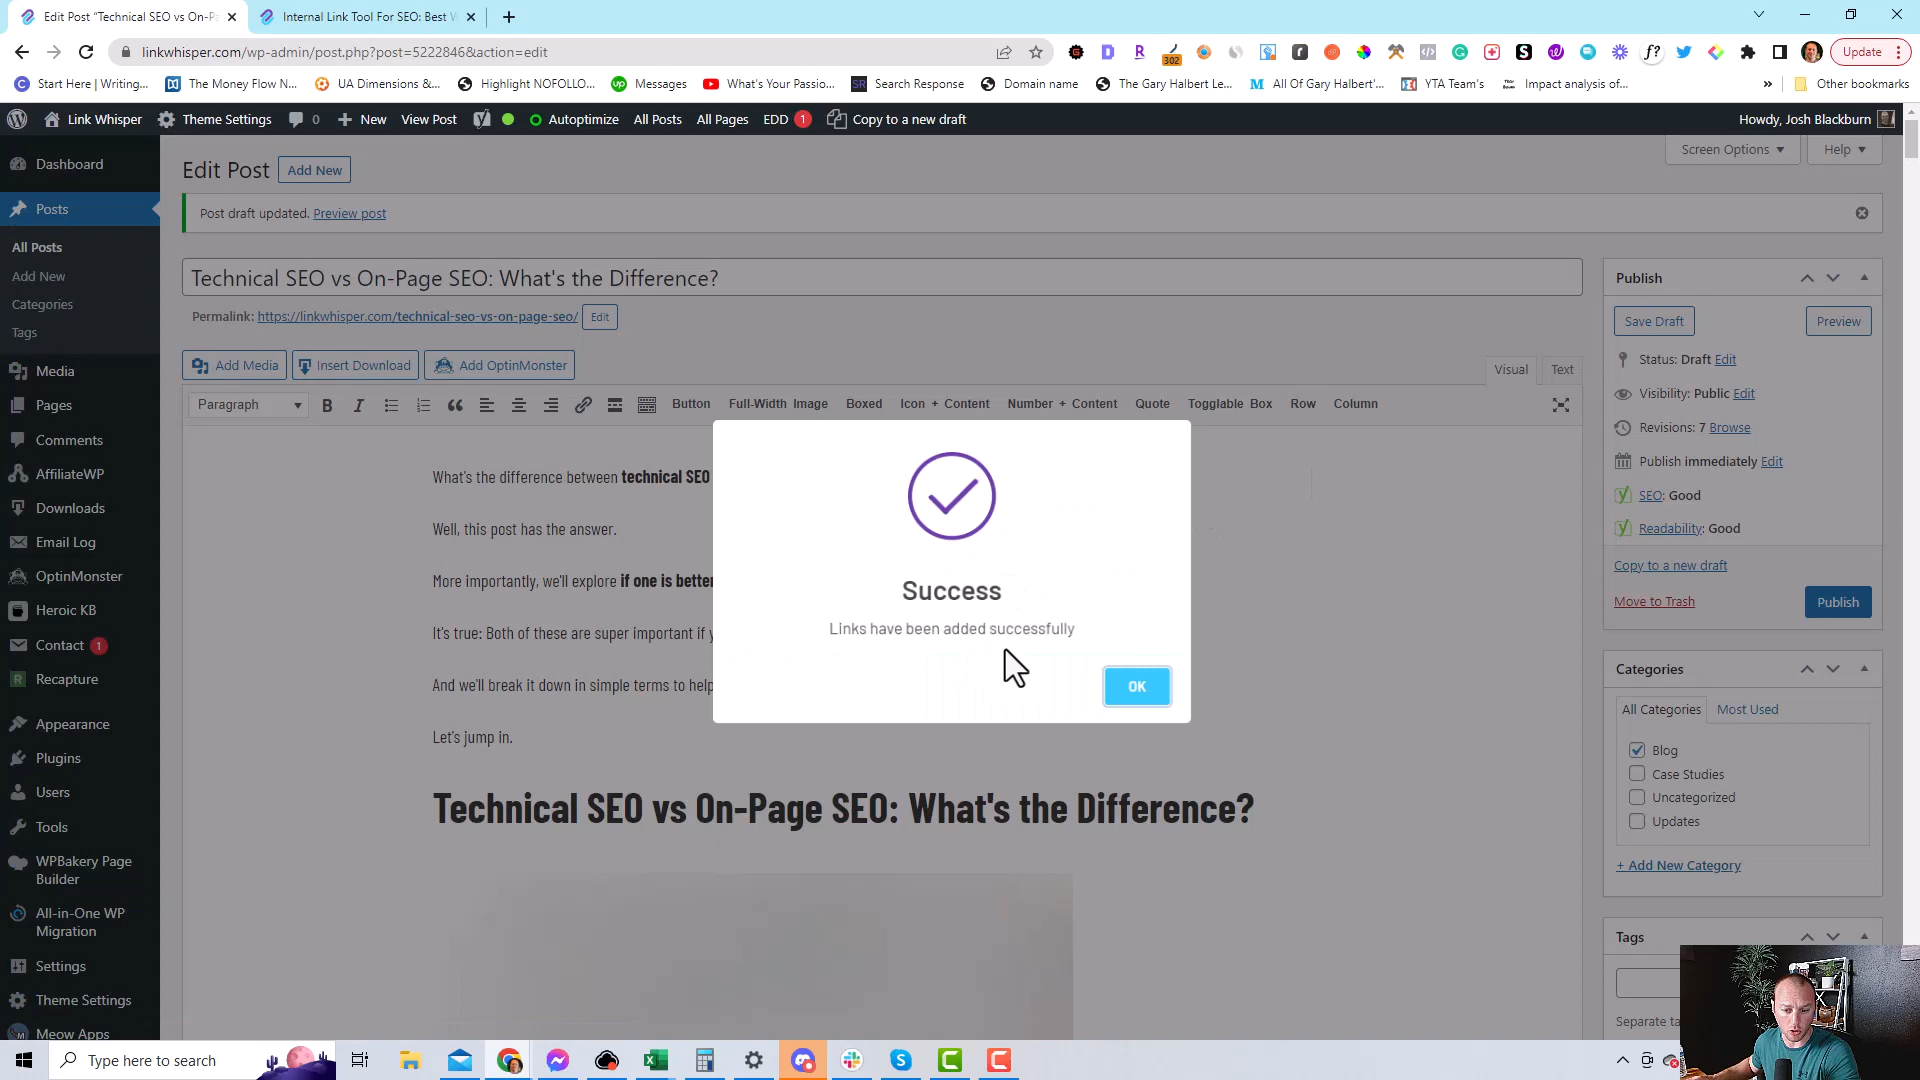 Edit Post “Technical SEO vs On-Pa
Internal Link Tool For SEO: Best W
linkwhisper.com/wp-admin/post.php?post=5222846&action=edit
302
Update
Start Here | Writing...
The Money Flow N...
UA Dimensions &...
Highlight NOFOLLO...
Messages
What's Your Passio...
SR Search Response
Domain name
The Gary Halbert Le...
All Of Gary Halbert'...
YTA Team's
Impact analysis of...
»
Other bookmarks
Link Whisper
Theme Settings
0
New
View Post
Autoptimize
All Posts
All Pages
EDD 1
Copy to a new draft
Howdy, Josh Blackburn
Dashboard
Posts
All Posts
Add New
Categories
Tags
Media
Pages
Comments
AffiliateWP
Downloads
Email Log
OptinMonster
Heroic KB
Contact 1
Recapture
Appearance
Plugins
Users
Tools
WPBakery Page
Builder
All-in-One WP
Migration
Settings
Theme Settings
Meow Apps
Edit Post
Add New
Screen Options
Help
Post draft updated. Preview post
Technical SEO vs On-Page SEO: What's the Difference?
Permalink: https://linkwhisper.com/technical-seo-vs-on-page-seo/ Edit
Add Media
Insert Download
Add OptinMonster
Visual
Text
Paragraph
B
I
Button
Full-Width Image
Boxed
Icon + Content
Number + Content
Quote
Togglable Box
Row
Column
What's the difference between technical SEO
Well, this post has the answer.
More importantly, we'll explore if one is better
It's true: Both of these are super important if y
And we'll break it down in simple terms to help
Let's jump in.
Technical SEO vs On-Page SEO: What's the Difference?
Success
Links have been added successfully
OK
Publish
Save Draft
Preview
Status: Draft Edit
Visibility: Public Edit
Revisions: 7 Browse
Publish immediately Edit
SEO: Good
Readability: Good
Copy to a new draft
Move to Trash
Publish
Categories
All Categories
Most Used
Blog
Case Studies
Uncategorized
Updates
+ Add New Category
Tags
Separate ta
Type here to search